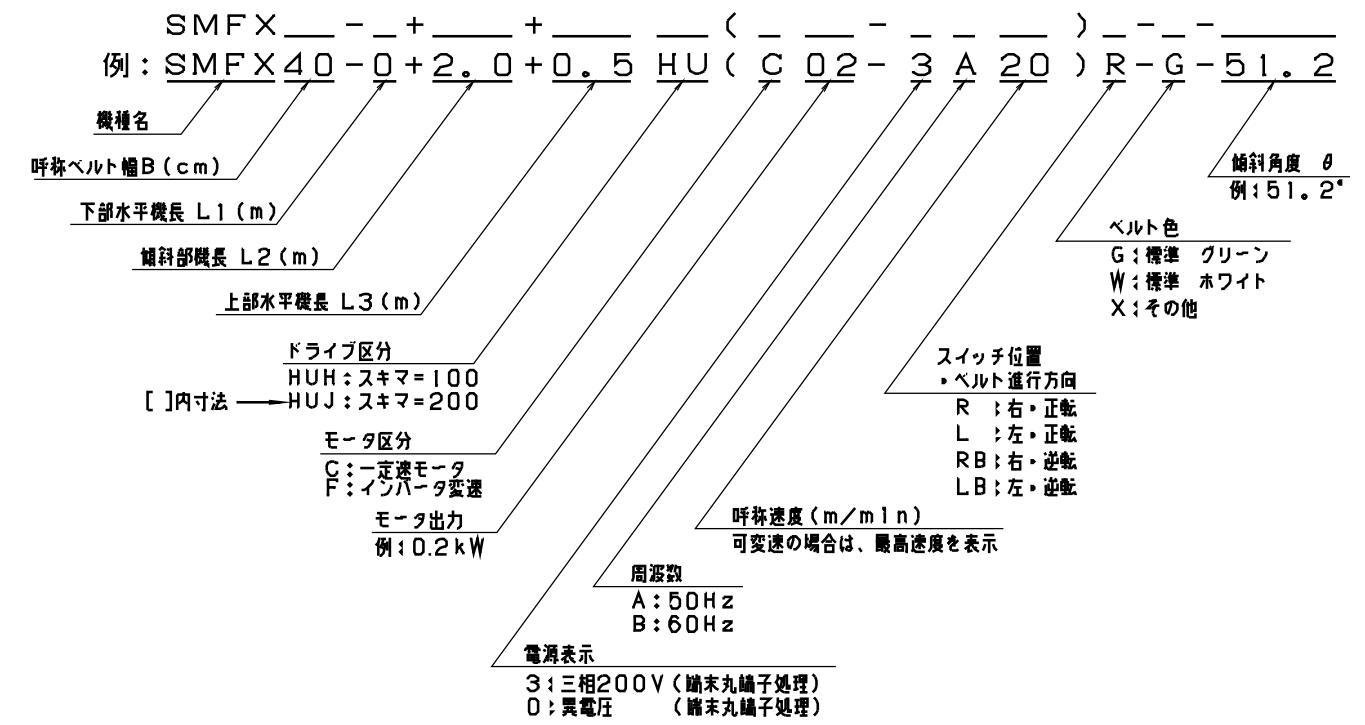 SMFX___-_+____+____ ___(_ __-_ _ __)_-_-______
例:SMFX40-0+2.0+0.5 HU(C 02-3 A 20)R-G-51.2
機種名
呼称ベルト幅B(cm)
下部水平機長 L1(m)
傾斜部機長 L2(m)
上部水平機長 L3(m)
ドライブ区分
HUH:スキマ=100
[ ]内寸法 HUJ:スキマ=200
モータ区分
C:一定速モータ
F:インバータ変速
モータ出力
例:0.2kW
電源表示
3:三相200V(端末丸端子処理)
0:異電圧 (端末丸端子処理)
周波数
A:50Hz
B:60Hz
呼称速度(m/min)
可変速の場合は、最高速度を表示
スイッチ位置
・ベルト進行方向
R :右・正転
L :左・正転
RB:右・逆転
LB:左・逆転
ベルト色
G:標準 グリーン
W:標準 ホワイト
X:その他
傾斜角度 θ
例:51.2°